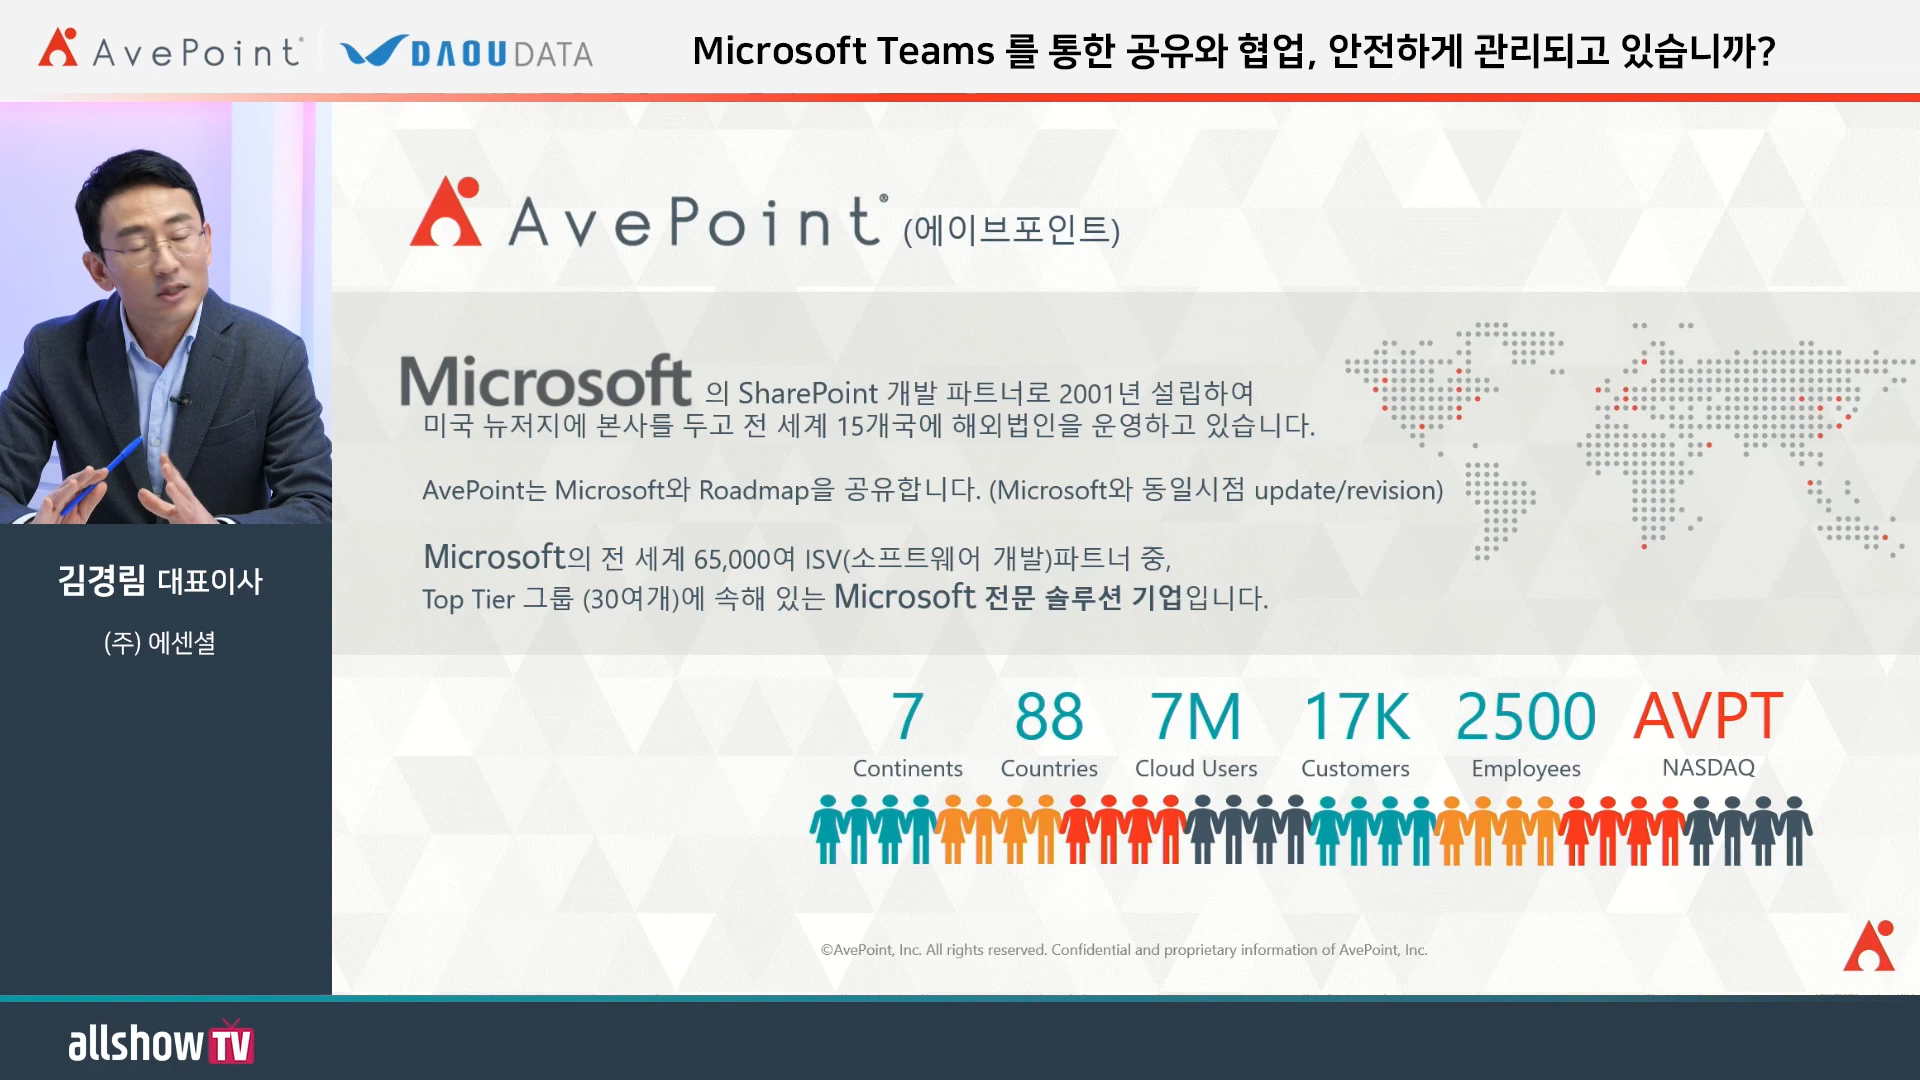 AvePoint
DAOUDATA
Microsoft Teams 를 통한 공유와 협업, 안전하게 관리되고 있습니까?
김경림 대표이사
(주) 에센셜
AvePoint® (에이브포인트)
Microsoft 의 SharePoint 개발 파트너로 2001년 설립하여
미국 뉴저지에 본사를 두고 전 세계 15개국에 해외법인을 운영하고 있습니다.
AvePoint는 Microsoft와 Roadmap을 공유합니다. (Microsoft와 동일시점 update/revision)
Microsoft의 전 세계 65,000여 ISV(소프트웨어 개발)파트너 중,
Top Tier 그룹 (30여개)에 속해 있는 Microsoft 전문 솔루션 기업입니다.
7 88 7M 17K 2500 AVPT
Continents Countries Cloud Users Customers Employees NASDAQ
©AvePoint, Inc. All rights reserved. Confidential and proprietary information of AvePoint, Inc.
allshow TV